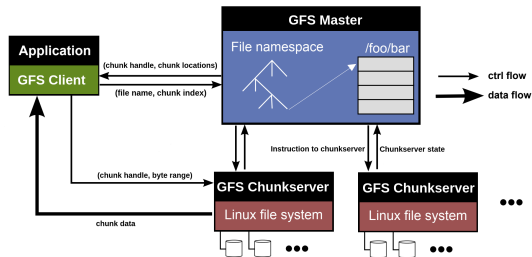 GFS Master
Application
File namespace
/foo/bar
(chunk handle, chunk locations)
GFS Client
(file name, chunk index)
ctrl flow
data flow
Instruction to chunkserver
Chunkserver state
(chunk handle, byte range)
GFS Chunkserver
GFS Chunkserver
Linux file system
Linux file system
chunk data